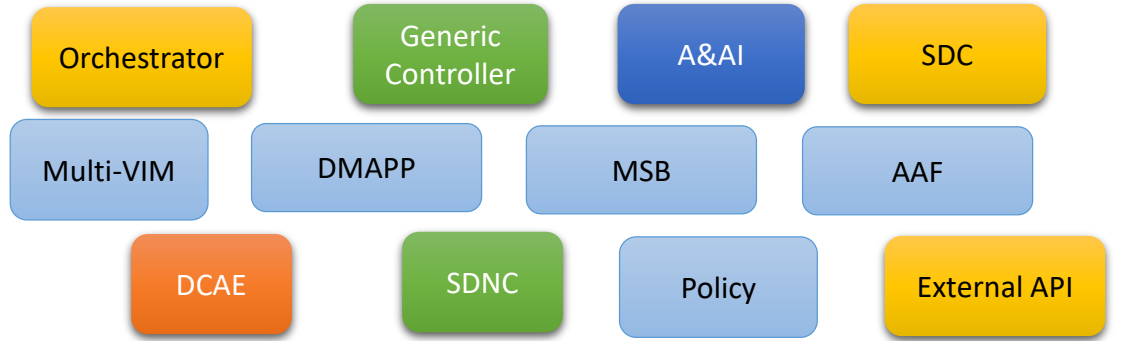 Orchestrator
Generic
Controller
A&AI
SDC
Multi-VIM
DMAPP
MSB
AAF
DCAE
SDNC
Policy
External API